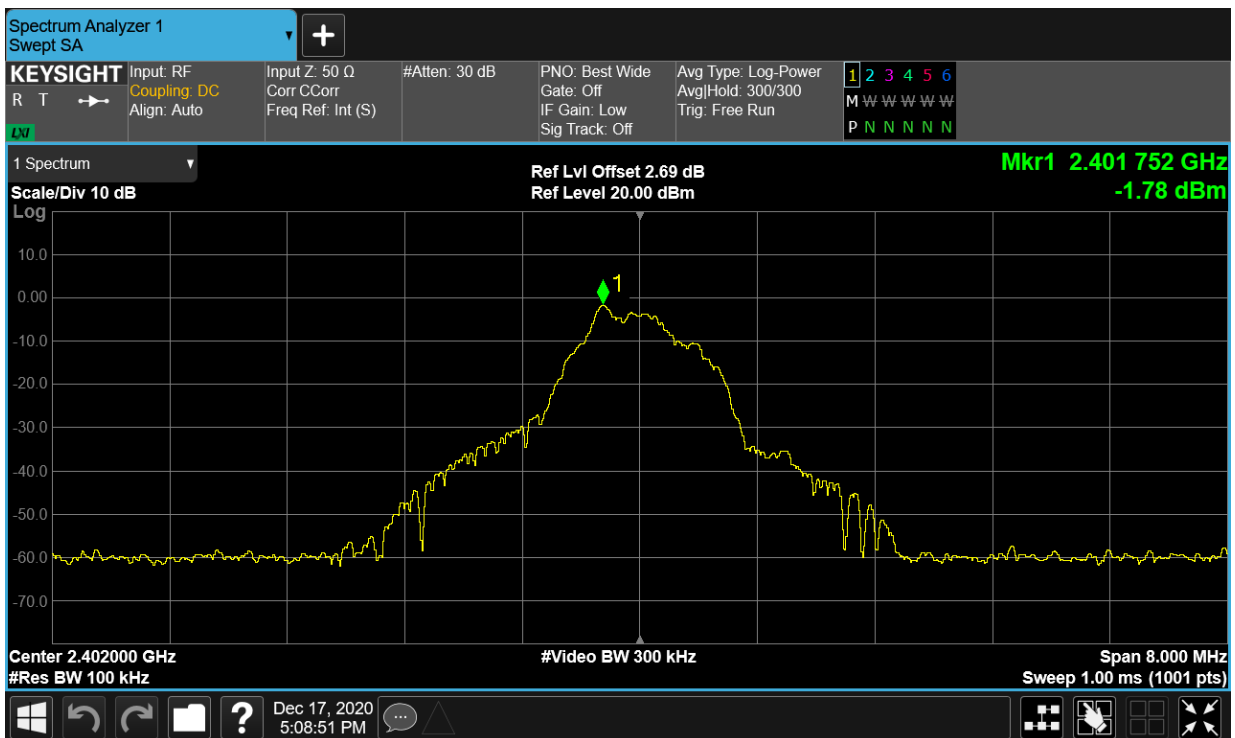 Spectrum Analyzer 1
Swept SA
+
KEYSIGHT
R T
LXI
Input: RF
Coupling: DC
Align: Auto
Input Z: 50 Ω
Corr CCorr
Freq Ref: Int (S)
#Atten: 30 dB
PNO: Best Wide
Gate: Off
IF Gain: Low
Sig Track: Off
Avg Type: Log-Power
Avg|Hold: 300/300
Trig: Free Run
1 2 3 4 5 6
M W W W W W
P N N N N N
1 Spectrum
Scale/Div 10 dB
Ref Lvl Offset 2.69 dB
Ref Level 20.00 dBm
Mkr1 2.401 752 GHz
-1.78 dBm
Log
10.0
0.00
-10.0
-20.0
-30.0
-40.0
-50.0
-60.0
-70.0
1
Center 2.402000 GHz
#Res BW 100 kHz
#Video BW 300 kHz
Span 8.000 MHz
Sweep 1.00 ms (1001 pts)
?
Dec 17, 2020
5:08:51 PM